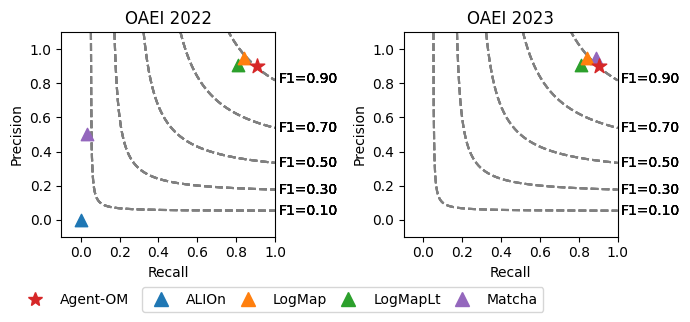 OAEI 2022
Precision
1.0
0.8
0.6
0.4
0.2
0.0
F1=0.90
F1=0.70
F1=0.50
F1=0.30
F1=0.10
0.0 0.2 0.4 0.6 0.8 1.0
Recall
OAEI 2023
Precision
1.0
0.8
0.6
0.4
0.2
0.0
F1=0.90
F1=0.70
F1=0.50
F1=0.30
F1=0.10
0.0 0.2 0.4 0.6 0.8 1.0
Recall
Agent-OM ALIOn LogMap LogMapLt Matcha